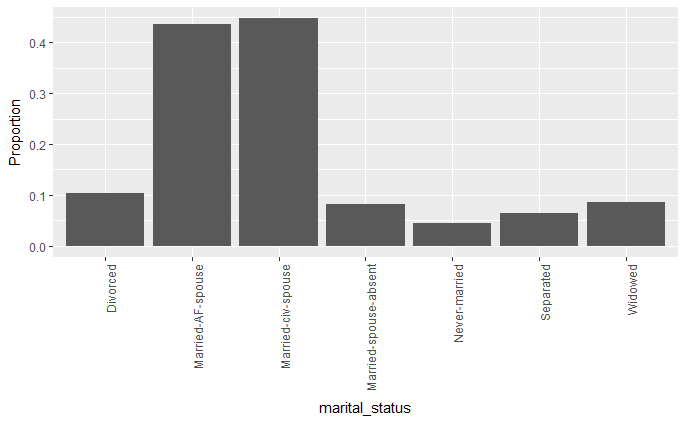 Proportion
0.4
0.3
0.2
0.1
0.0
Divorced
Married-AF-spouse
Married-civ-spouse
Married-spouse-absent
Never-married
Separated
Widowed
marital_status